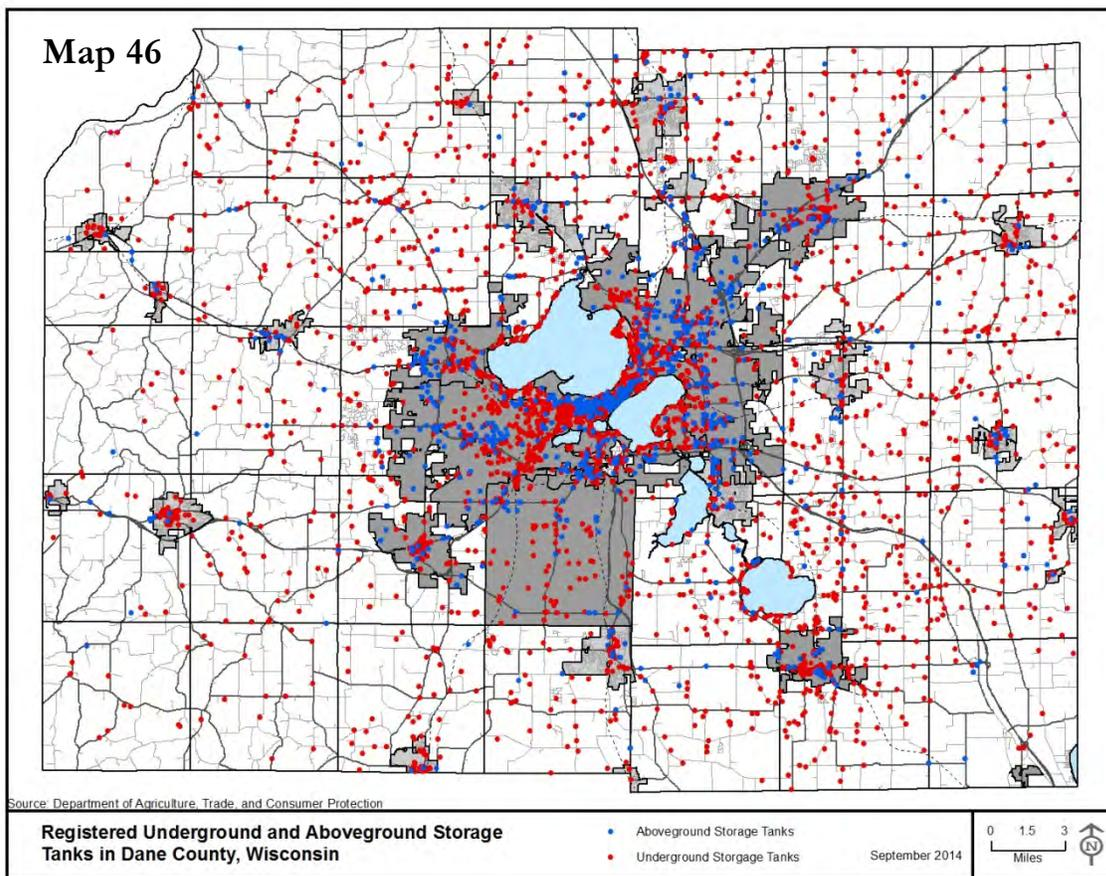 Map 46
Source: Department of Agriculture, Trade, and Consumer Protection
Registered Underground and Aboveground Storage
Tanks in Dane County, Wisconsin
Aboveground Storage Tanks
Underground Storgage Tanks
September 2014
0 1.5 3
Miles
N